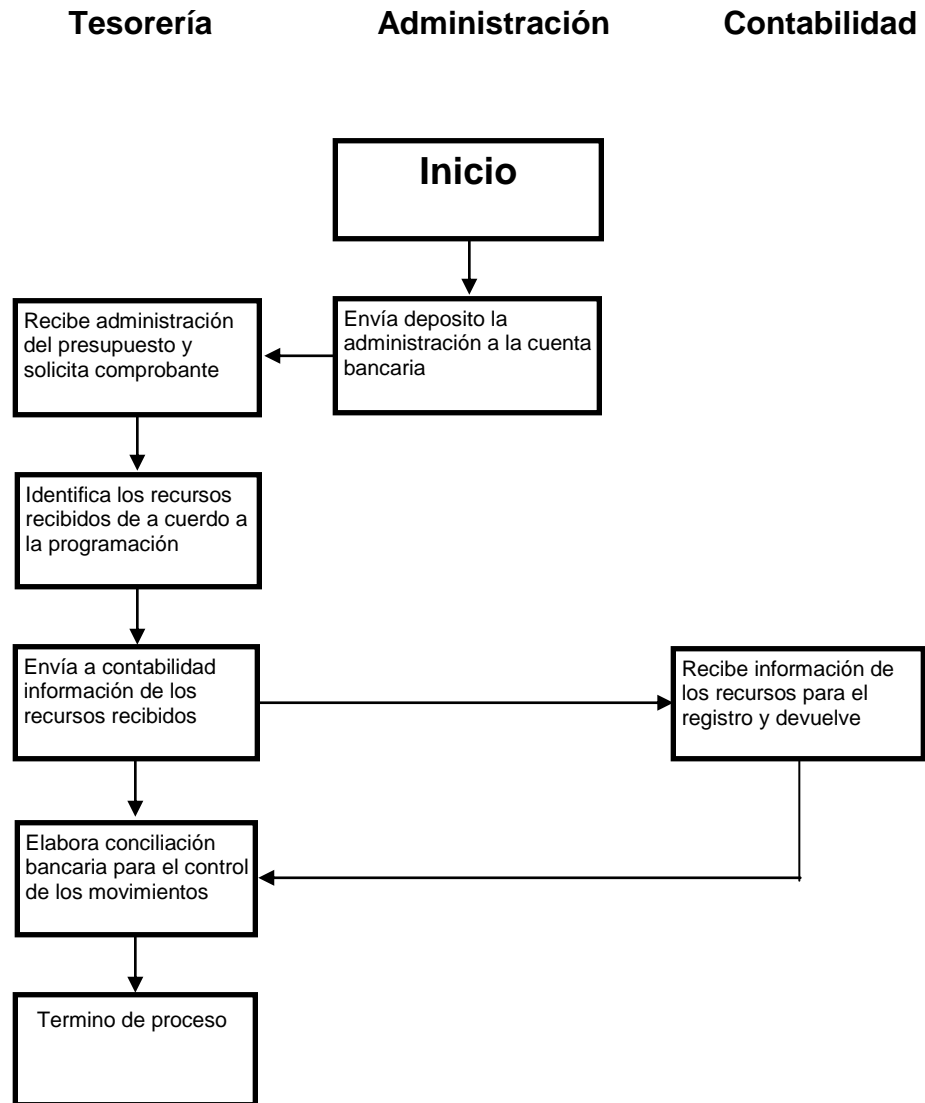 Tesorería
Administración
Contabilidad
Inicio
Envía deposito la
administración a la cuenta
bancaria
Recibe administración
del presupuesto y
solicita comprobante
Identifica los recursos
recibidos de a cuerdo a
la programación
Envía a contabilidad
información de los
recursos recibidos
Recibe información de
los recursos para el
registro y devuelve
Elabora conciliación
bancaria para el control
de los movimientos
Termino de proceso